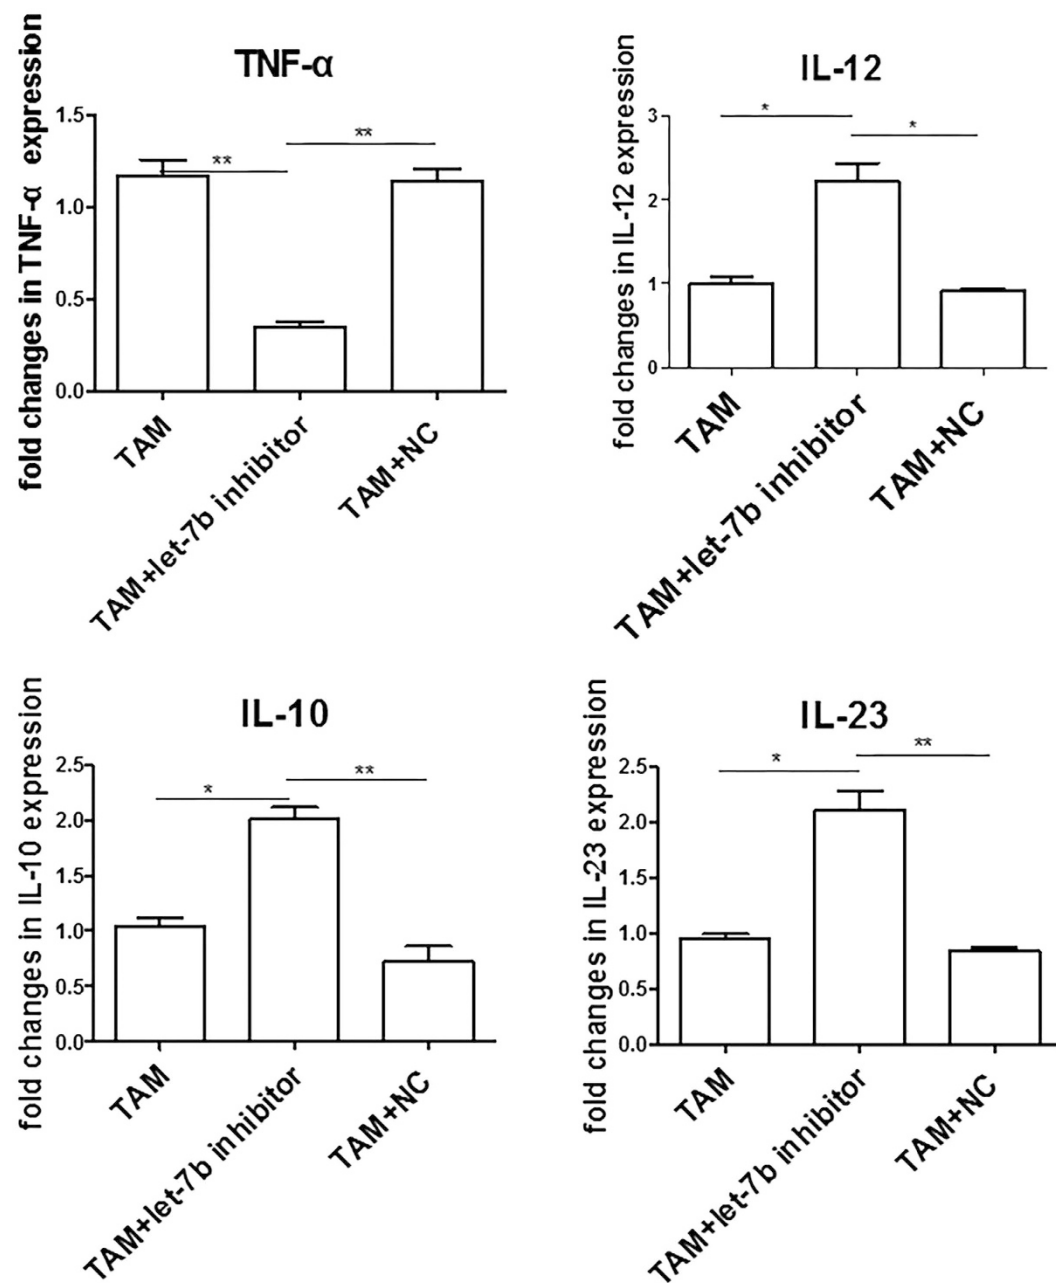 TNF-α
fold changes in TNF-α expression
1.5
1.0
0.5
0.0
**
**
TAM
TAM+let-7b inhibitor
TAM+NC
IL-12
fold changes in IL-12 expression
3
2
1
0
*
*
TAM
TAM+let-7b inhibitor
TAM+NC
IL-10
fold changes in IL-10 expression
2.5
2.0
1.5
1.0
0.5
0.0
*
**
TAM
TAM+let-7b inhibitor
TAM+NC
IL-23
fold changes in IL-23 expression
2.5
2.0
1.5
1.0
0.5
0.0
*
**
TAM
TAM+let-7b inhibitor
TAM+NC